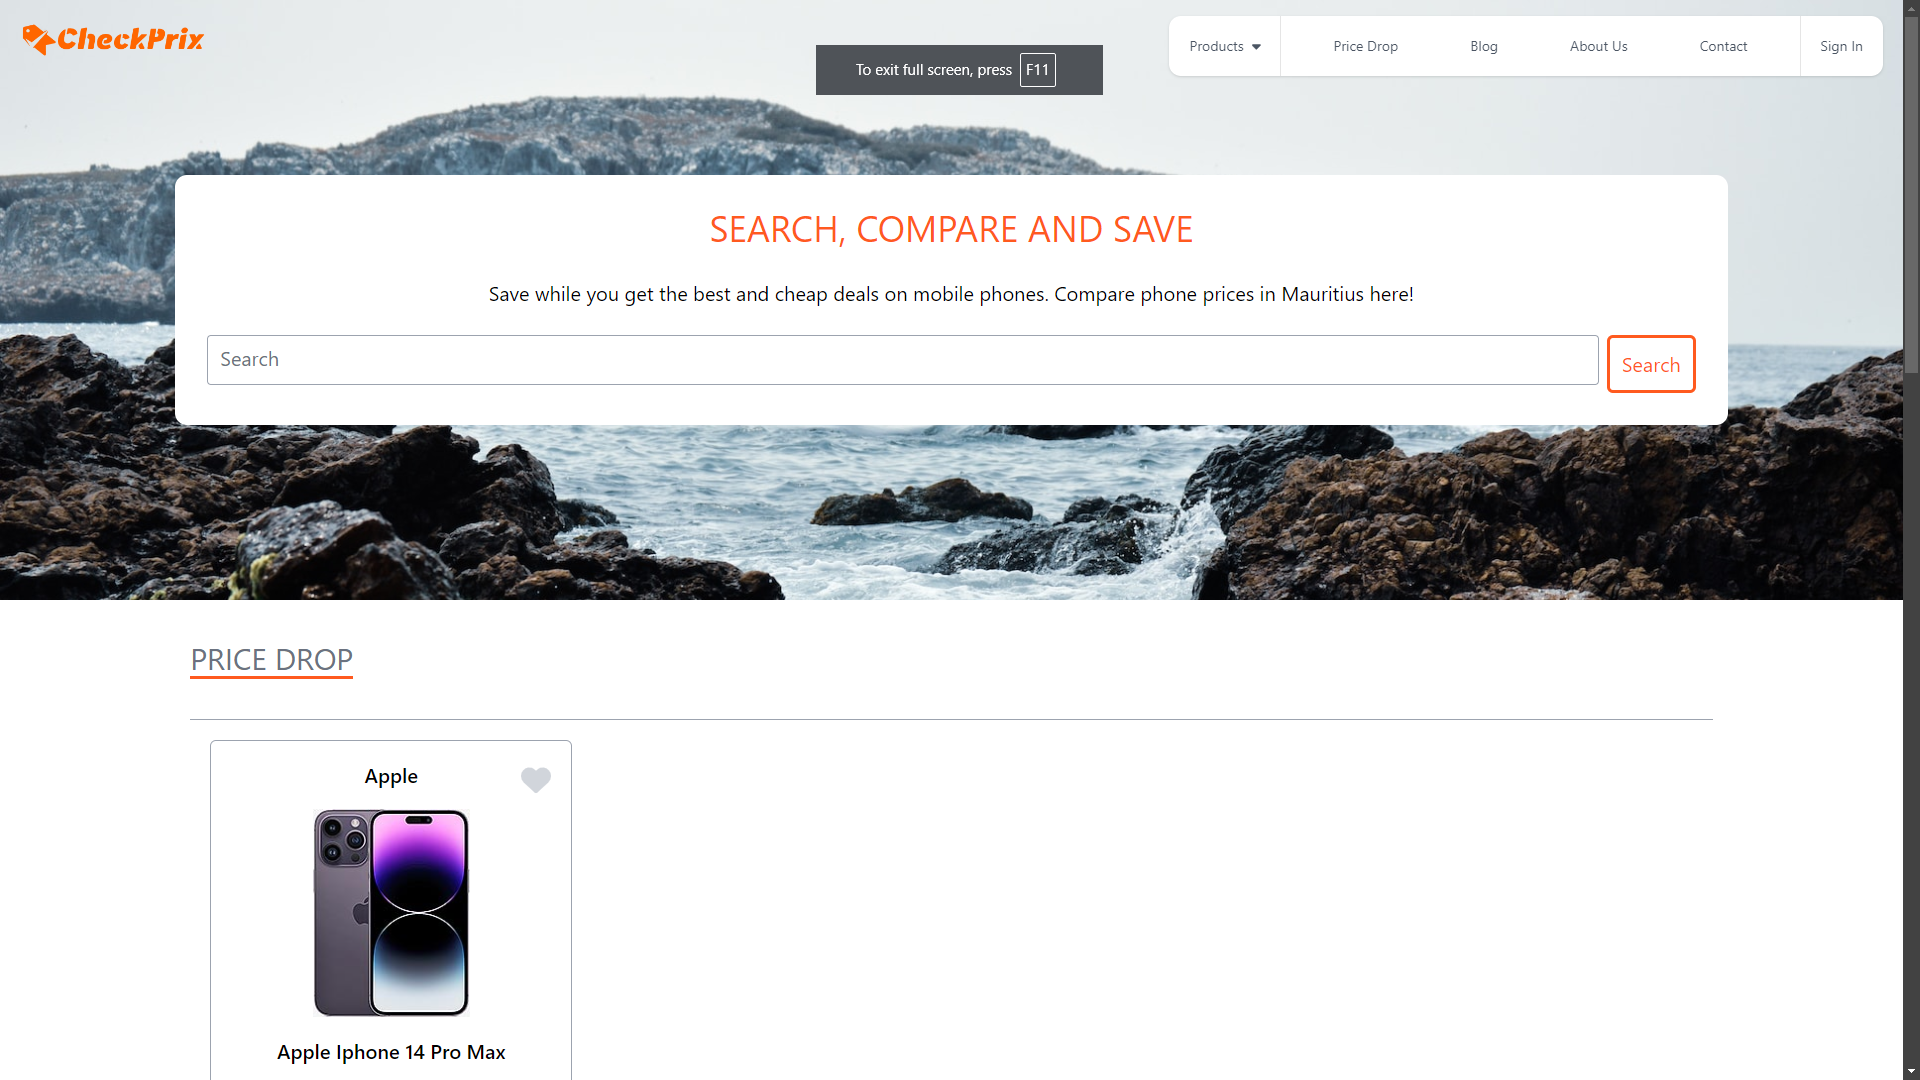 CheckPrix
Products
Price Drop
Blog
About Us
Contact
Sign In
To exit full screen, press F11
SEARCH, COMPARE AND SAVE
Save while you get the best and cheap deals on mobile phones. Compare phone prices in Mauritius here!
Search
Search
PRICE DROP
Apple
Apple Iphone 14 Pro Max